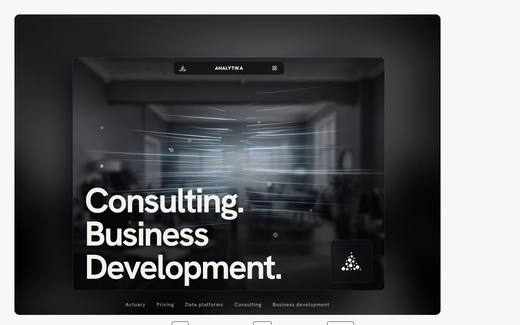 ANALYTIKA
Consulting.
Business
Development.
Actuary Pricing Data platforms Consulting Business development